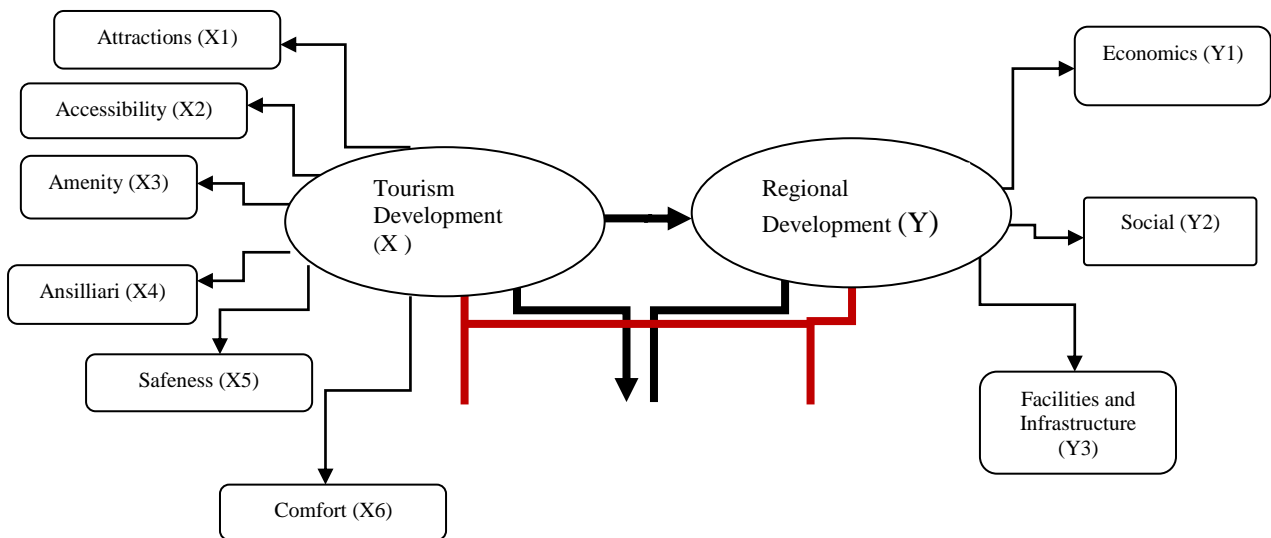 Attractions (X1)
Accessibility (X2)
Amenity (X3)
Ansilliari (X4)
Safeness (X5)
Comfort (X6)
Tourism
Development
(X )
Regional
Development (Y)
Economics (Y1)
Social (Y2)
Facilities and
Infrastructure
(Y3)